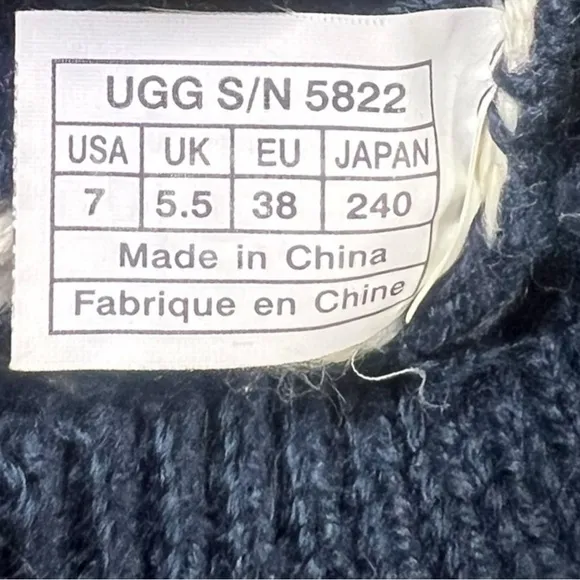 UGG S/N 5822
USA UK EU JAPAN
7 5.5 38 240
Made in China
Fabrique en Chine